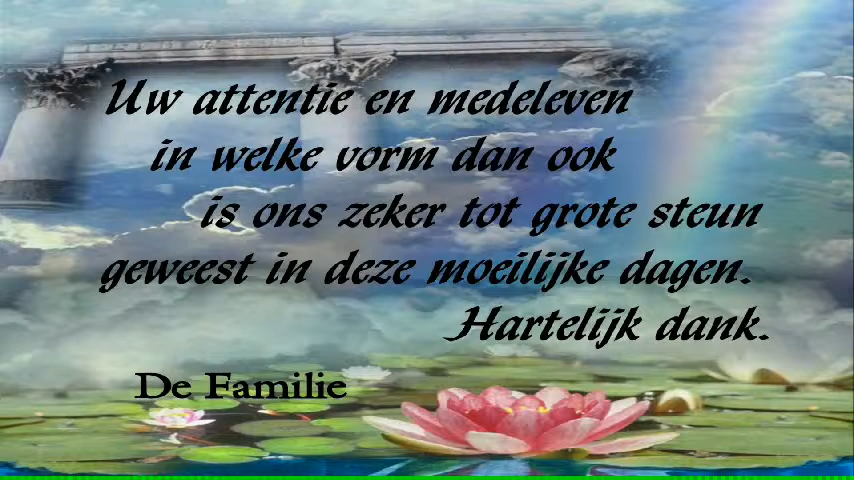 Uw attentie en medeleven
in welke vorm dan ook
is ons zeker tot grote steun
geweest in deze moeilijke dagen.
Hartelijk dank.
De Familie